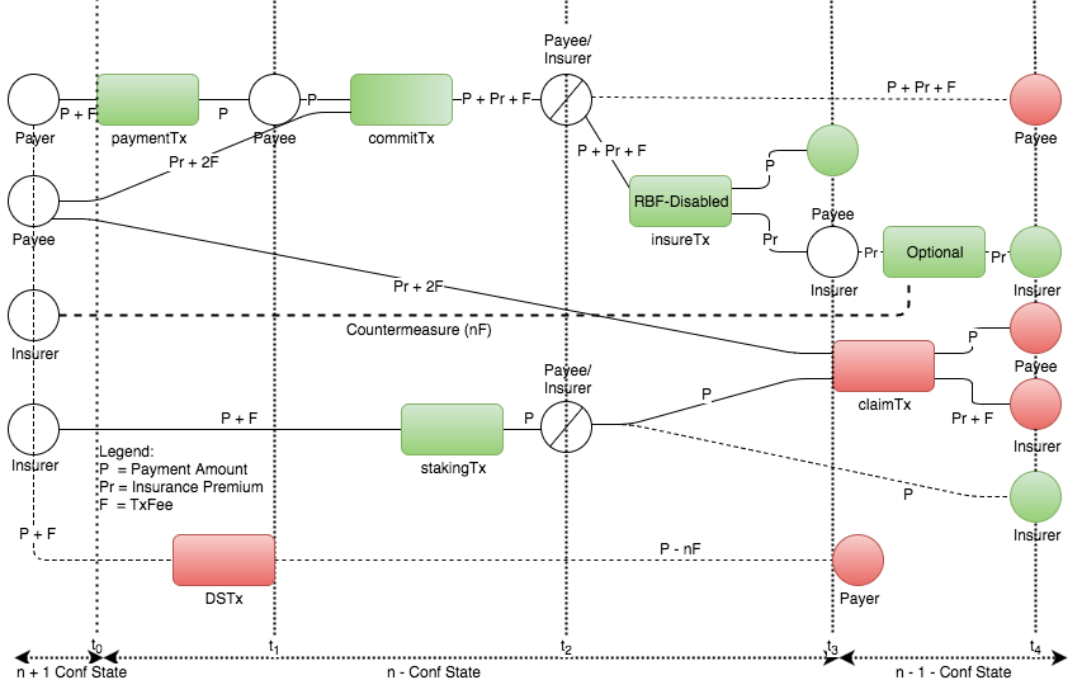 Payee/
Insurer
P + F
P
P
P + Pr + F
P + Pr + F
Payer
paymentTx
Payee
commitTx
Payee
P + Pr + F
Pr + 2F
P
RBF-Disabled
Payee
insureTx
Payee
Pr
Pr
Optional
Pr
Insurer
Insurer
Pr + 2F
Countermeasure (nF)
P
Insurer
Payee
Payee/
Insurer
P
claimTx
P + F
P
Pr + F
Insurer
stakingTx
Insurer
Legend:
P = Payment Amount
Pr = Insurance Premium
F = TxFee
P
Insurer
P + F
P - nF
DSTx
Payer
t0
t1
t2
t3
t4
n + 1 Conf State
n - Conf State
n - 1 - Conf State